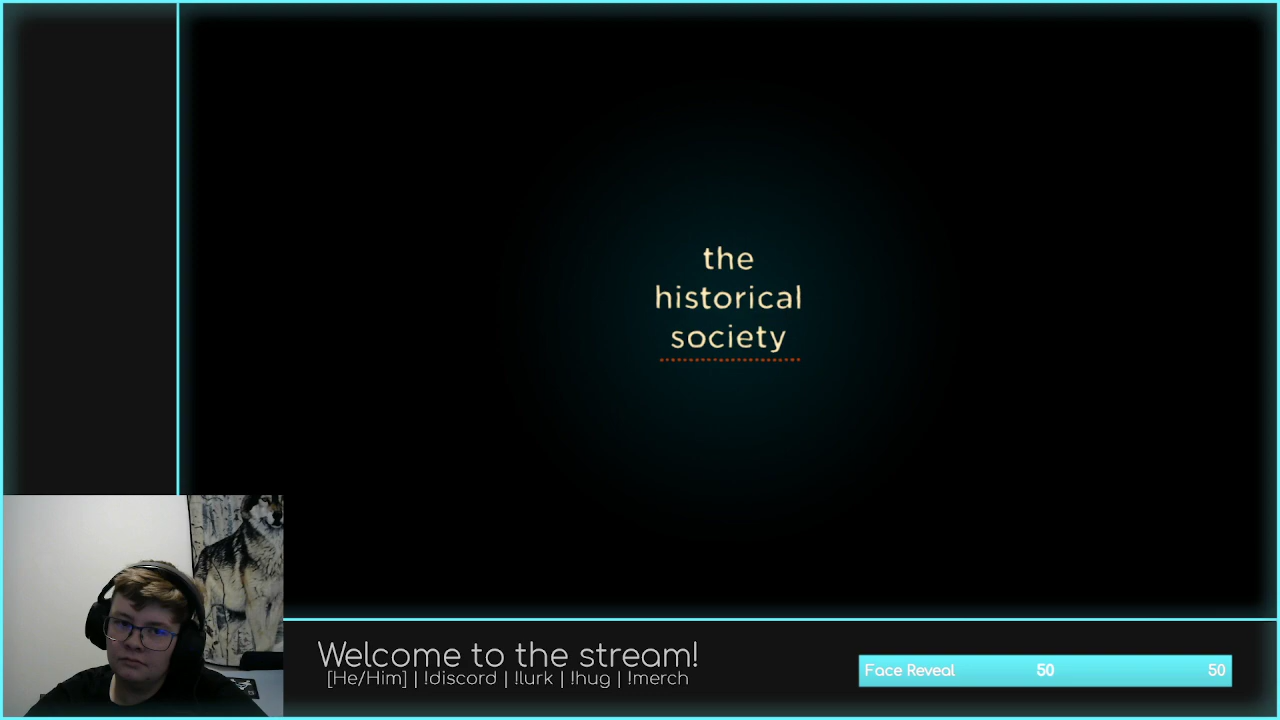 the
historical
society
Welcome to the stream!
[He/Him] | !discord | !lurk | !hug | !merch
Face Reveal 50 50